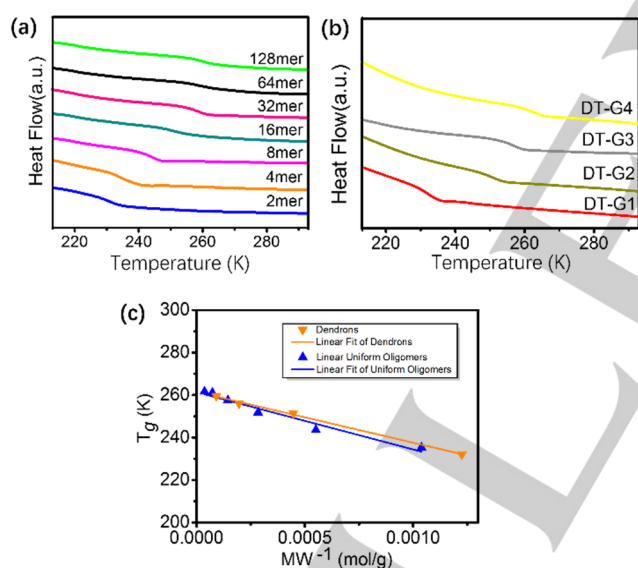 (a)
Heat Flow(a.u.)
128mer
64mer
32mer
16mer
8mer
4mer
2mer
220 240 260 280
Temperature (K)
(b)
Heat Flow(a.u.)
DT-G4
DT-G3
DT-G2
DT-G1
220 240 260 280
Temperature (K)
(c)
300
280
260
240
220
200
Tg (K)
Dendrons
Linear Fit of Dendrons
Linear Uniform Oligomers
Linear Fit of Uniform Oligomers
0.0000 0.0005 0.0010
MW⁻¹ (mol/g)